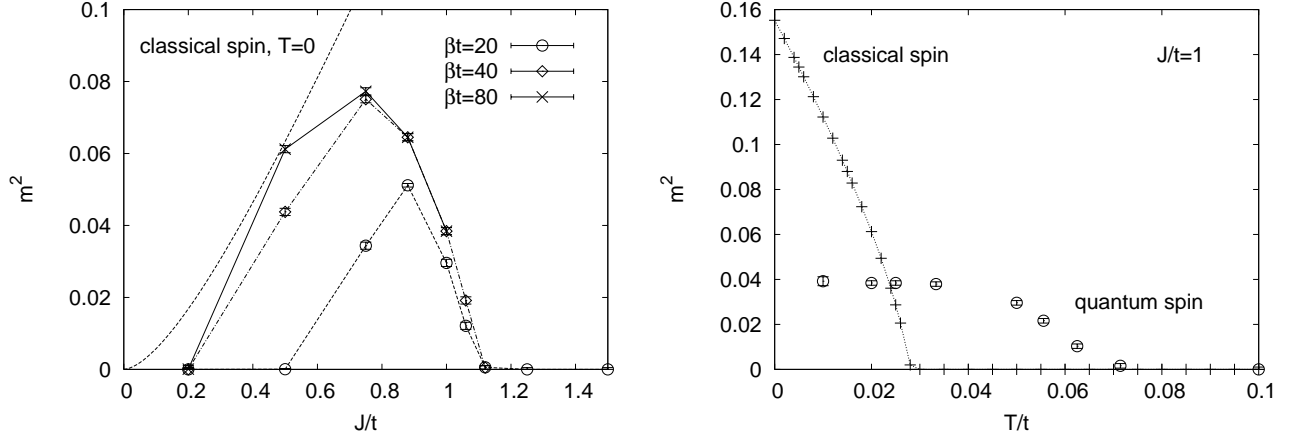 classical spin, T=0
βt=20
βt=40
βt=80
m2
0.1
0.08
0.06
0.04
0.02
0
0 0.2 0.4 0.6 0.8 1 1.2 1.4 1.6
J/t
classical spin
J/t=1
quantum spin
m2
0.16
0.14
0.12
0.1
0.08
0.06
0.04
0.02
0
0 0.02 0.04 0.06 0.08 0.1
T/t